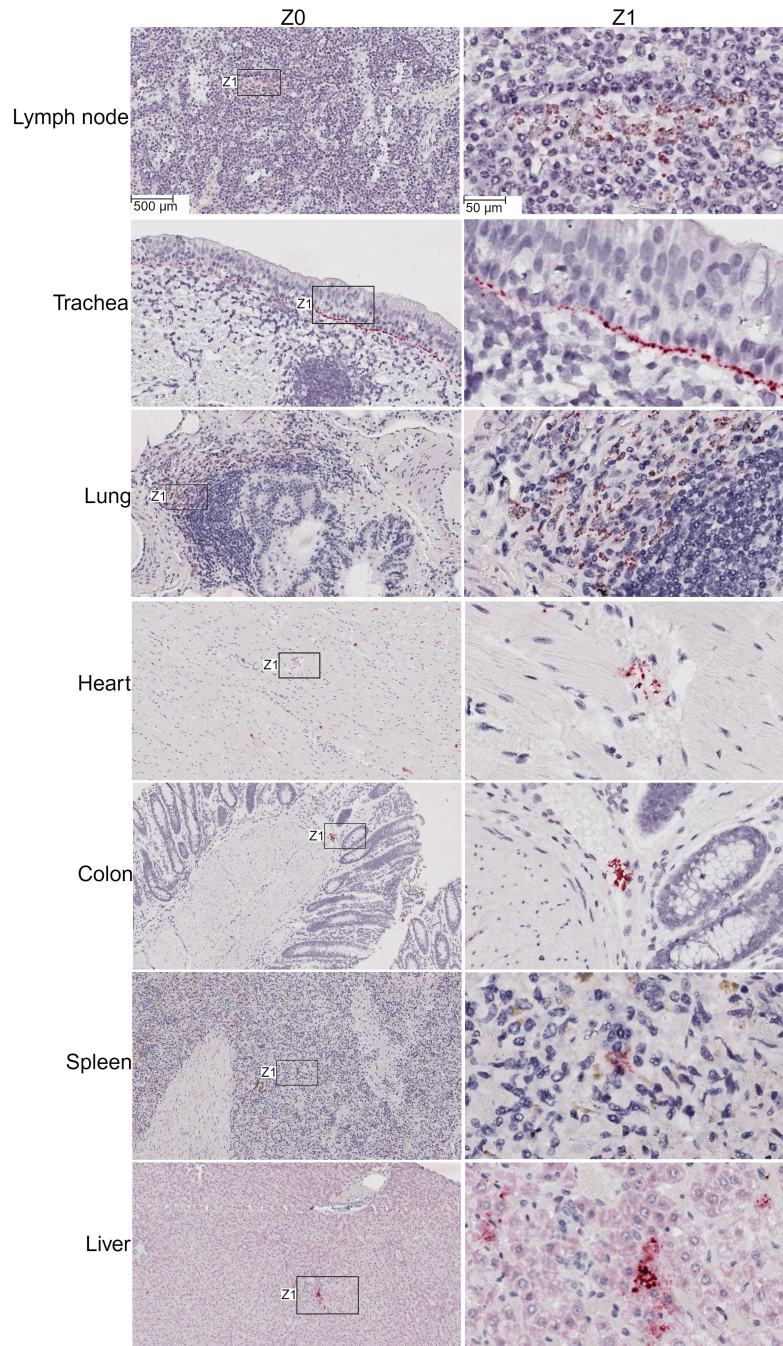 Z0 Z1
Lymph node
Z1
500 µm
50 µm
Trachea
Z1
Lung
Z1
Heart
Z1
Colon
Z1
Spleen
Z1
Liver
Z1